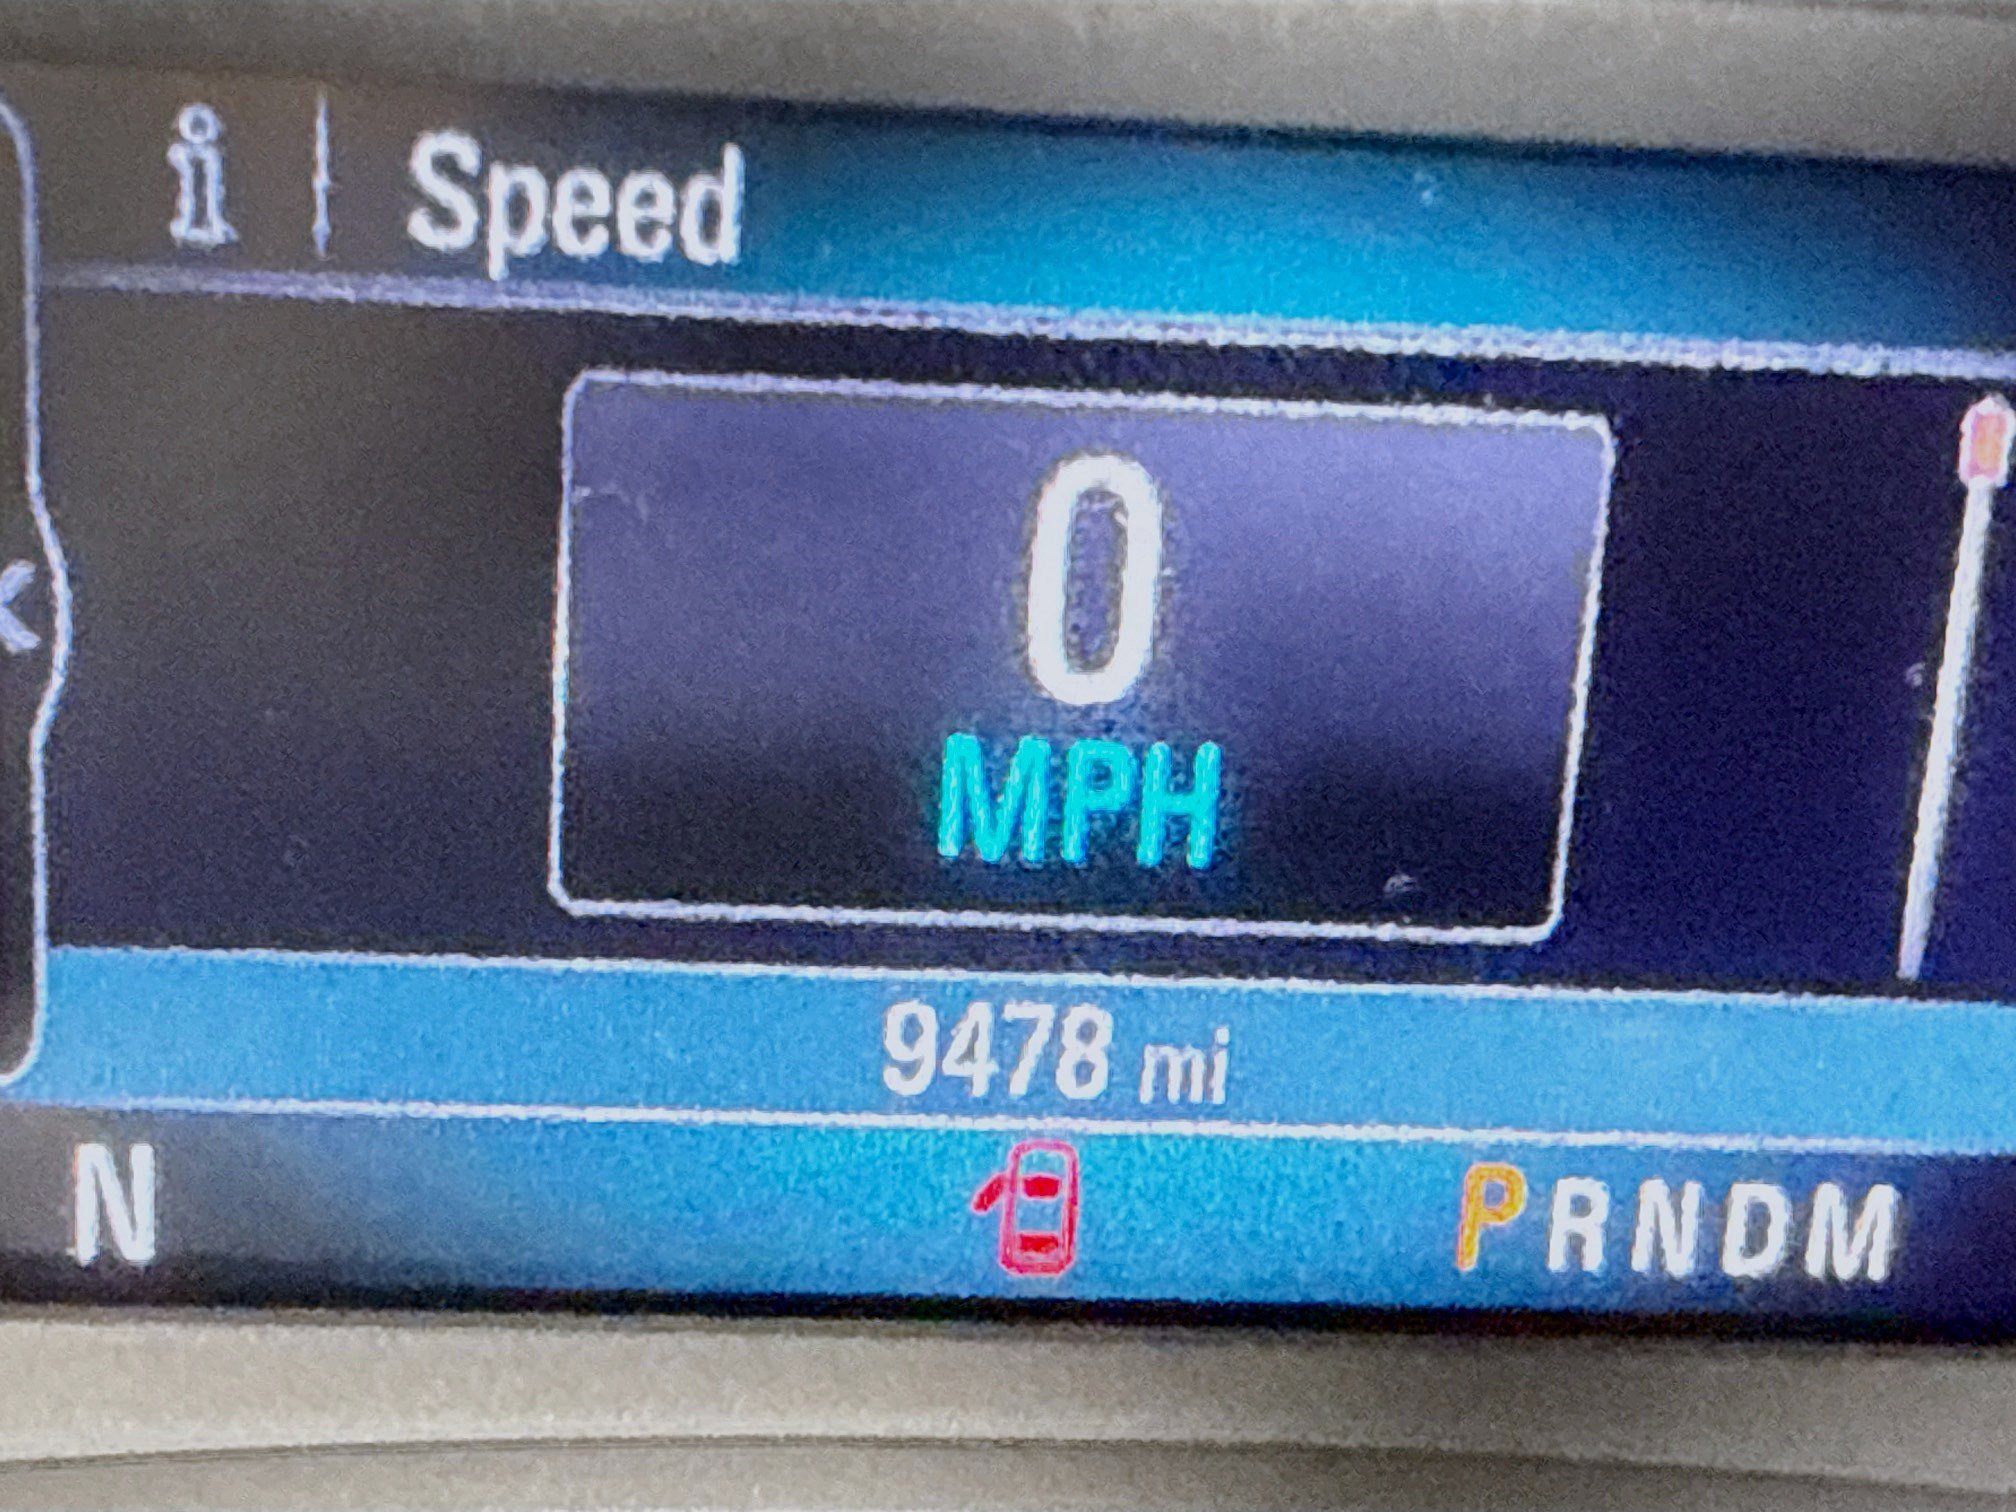 i | Speed
0
MPH
9478 mi
N PRNDM